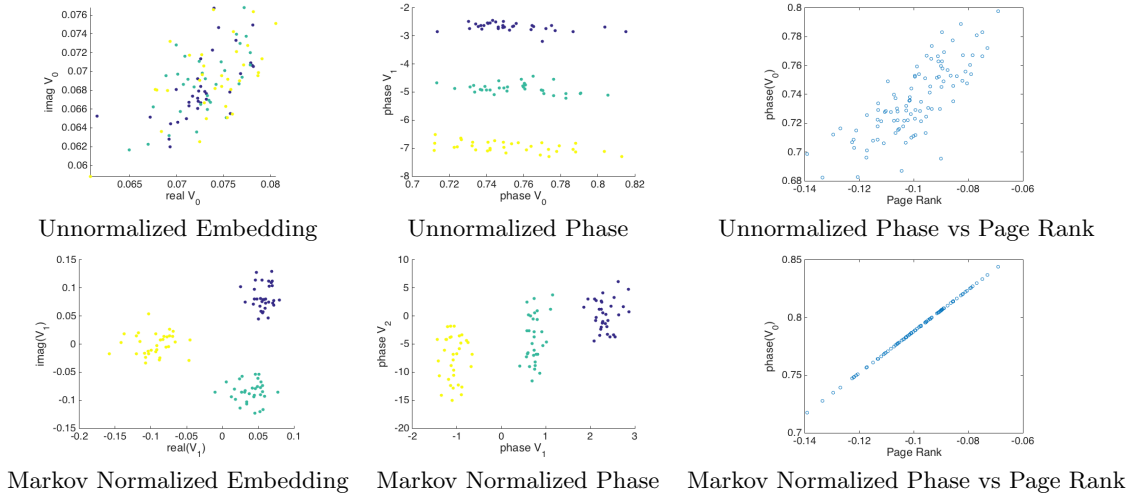 0.076
0.074
0.072
0.07
0.068
0.066
0.064
0.062
0.06
imag V0
0.065 0.07 0.075 0.08
real V0
Unnormalized Embedding
-1
-2
-3
-4
-5
-6
-7
-8
phase V1
0.7 0.72 0.74 0.76 0.78 0.8 0.82
phase V0
Unnormalized Phase
0.8
0.78
0.76
0.74
0.72
0.7
0.68
phase(V0)
-0.14 -0.12 -0.1 -0.08 -0.06
Page Rank
Unnormalized Phase vs Page Rank
0.15
0.1
0.05
0
-0.05
-0.1
-0.15
imag(V1)
-0.2 -0.15 -0.1 -0.05 0 0.05 0.1
real(V1)
Markov Normalized Embedding
10
5
0
-5
-10
-15
-20
phase V2
-2 -1 0 1 2 3
phase V1
Markov Normalized Phase
0.85
0.8
0.75
0.7
phase(V0)
-0.14 -0.12 -0.1 -0.08 -0.06
Page Rank
Markov Normalized Phase vs Page Rank